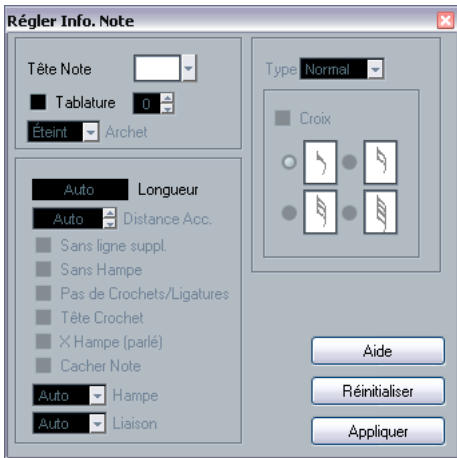 Régler Info. Note
Tête Note
Tablature 0
Éteint Archet
Auto Longueur
Auto Distance Acc.
Sans ligne suppl.
Sans Hampe
Pas de Crochets/Ligatures
Tête Crochet
X Hampe (parlé)
Cacher Note
Auto Hampe
Auto Liaison
Type Normal
Croix
Aide
Réinitialiser
Appliquer